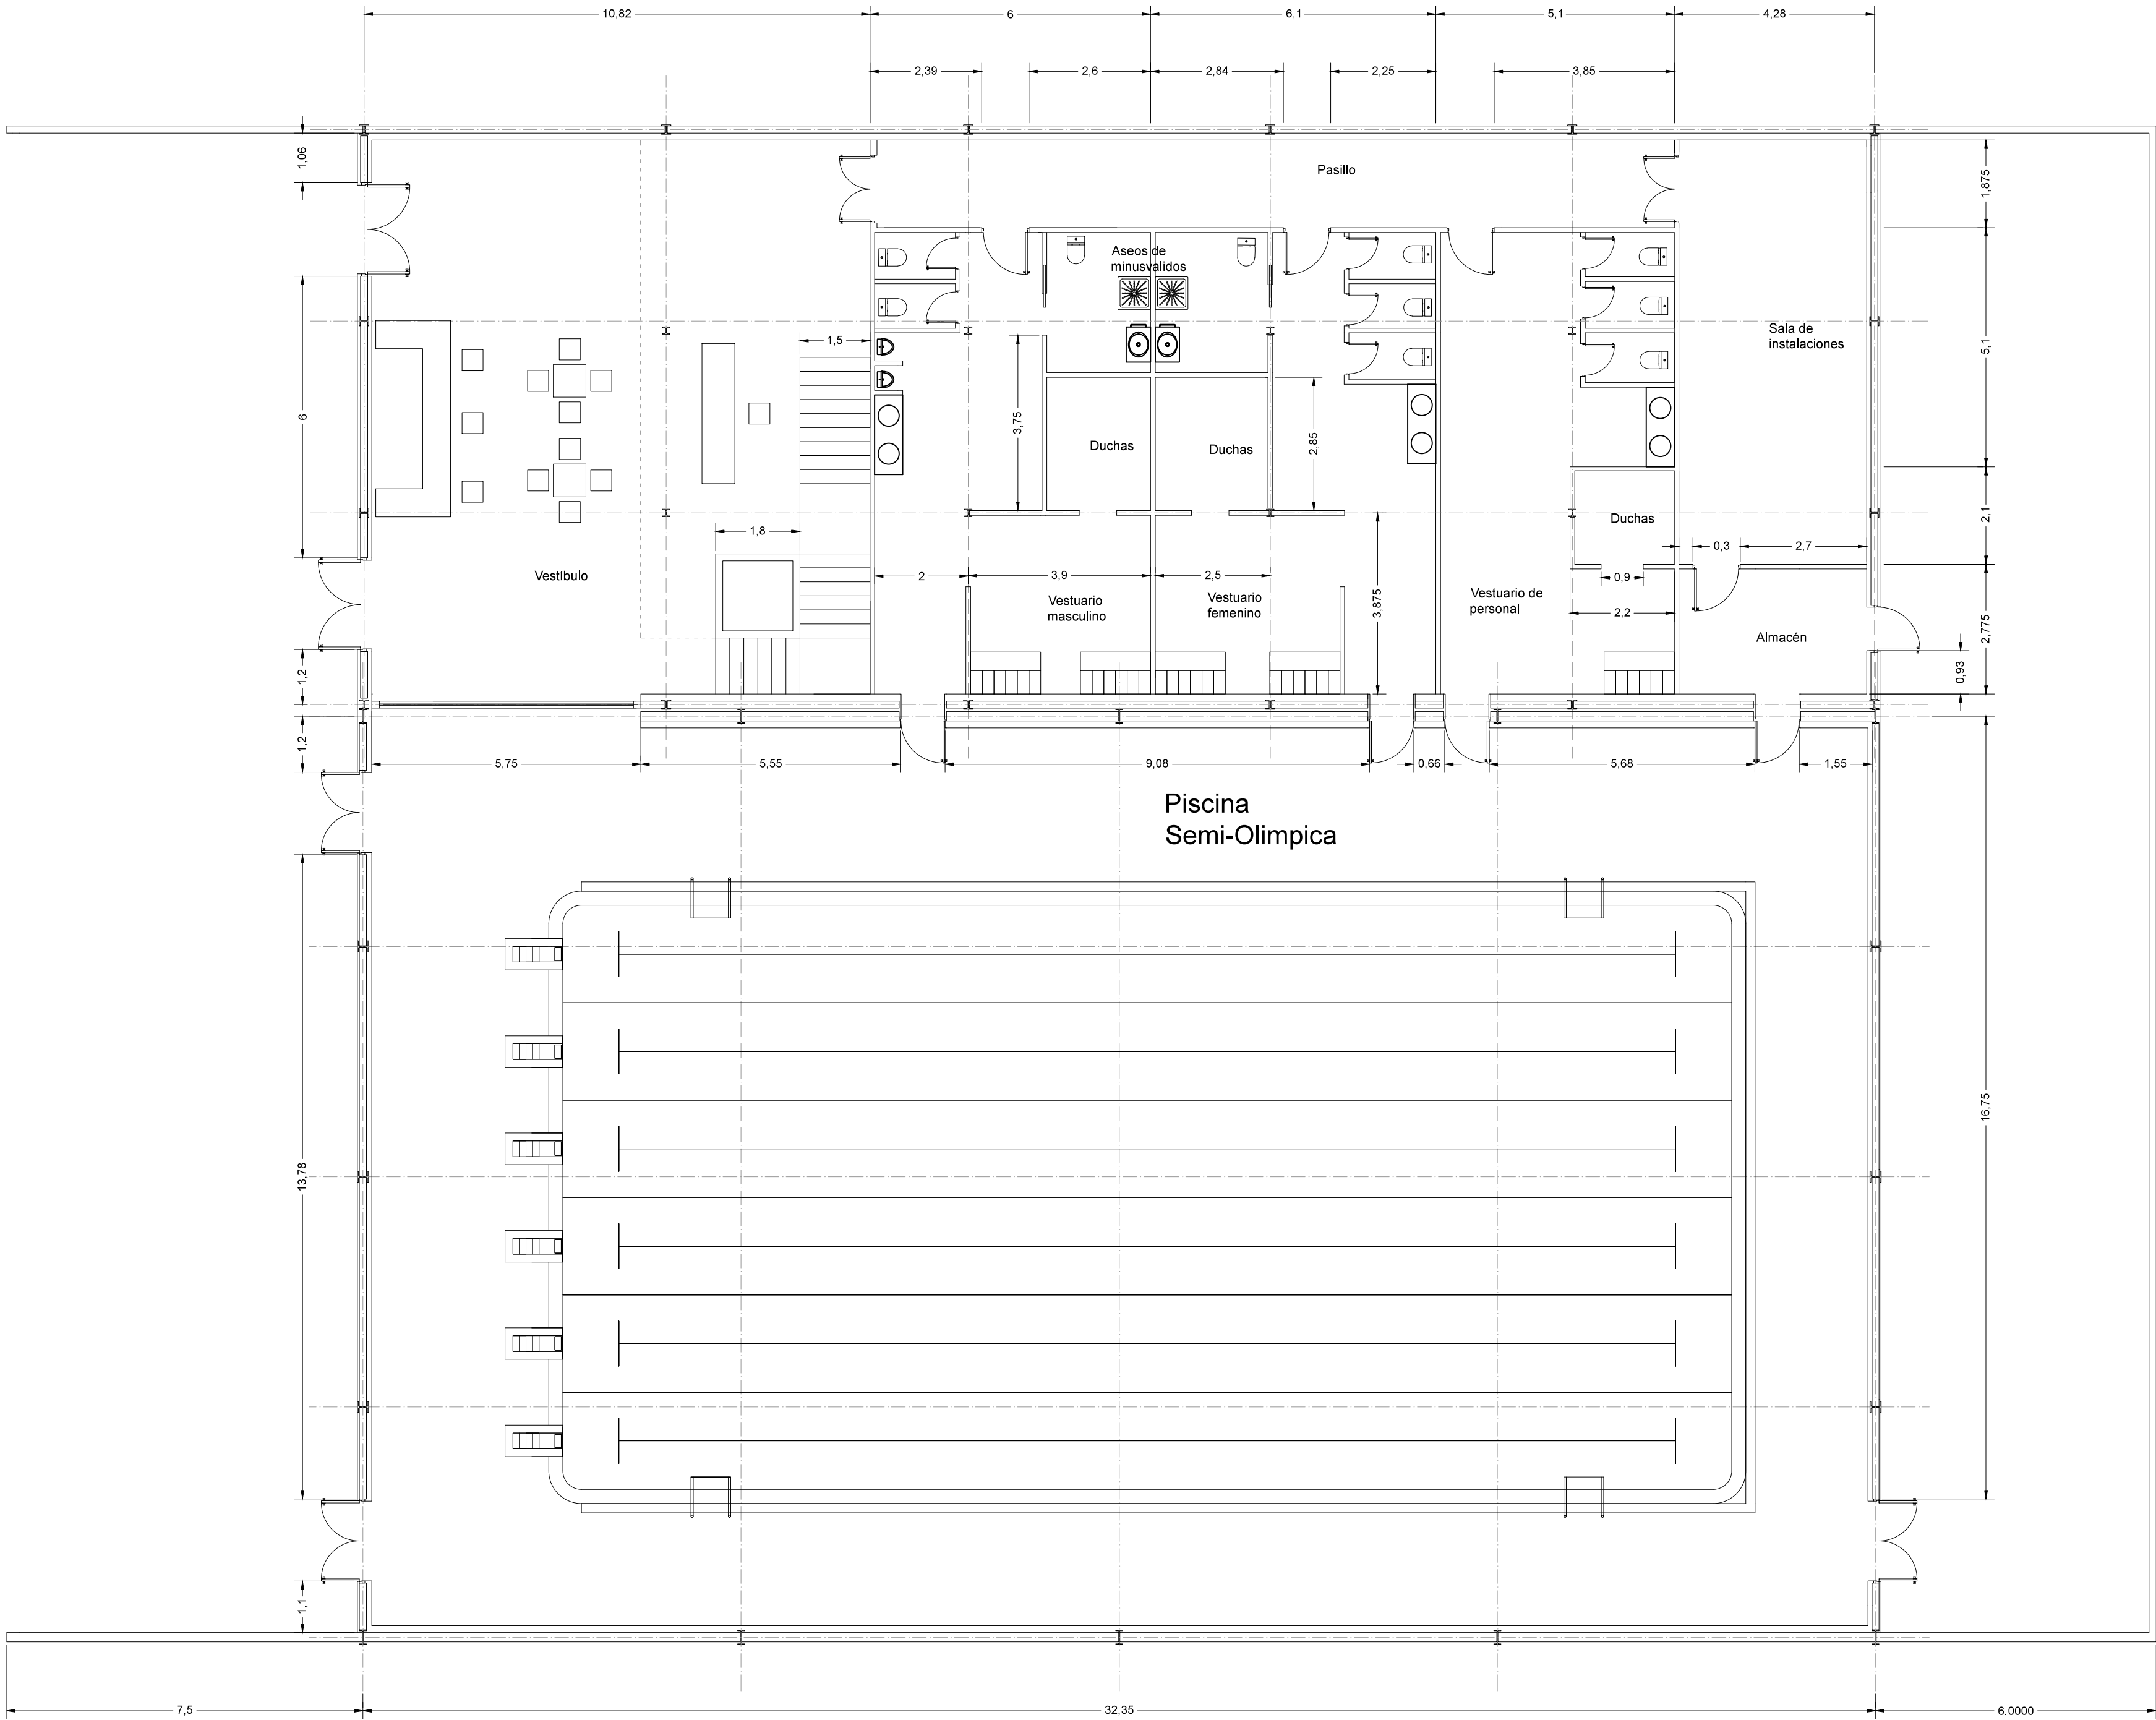 10,82
6
6,1
5,1
4,28
2,39
2,6
2,84
2,25
3,85
1,06
Pasillo
1,875
Aseos de
minusvalidos
Sala de
instalaciones
1,5
5,1
6
3,75
Duchas
Duchas
2,85
Duchas
2,1
1,8
0,3
2,7
Vestíbulo
2
3,9
2,5
0,9
Vestuario
masculino
Vestuario
femenino
3,875
Vestuario de
personal
2,2
Almacén
2,775
0,93
1,2
1,2
5,75
5,55
9,08
0,66
5,68
1,55
Piscina
Semi-Olimpica
16,75
13,78
1,1
7,5
32,35
6.0000